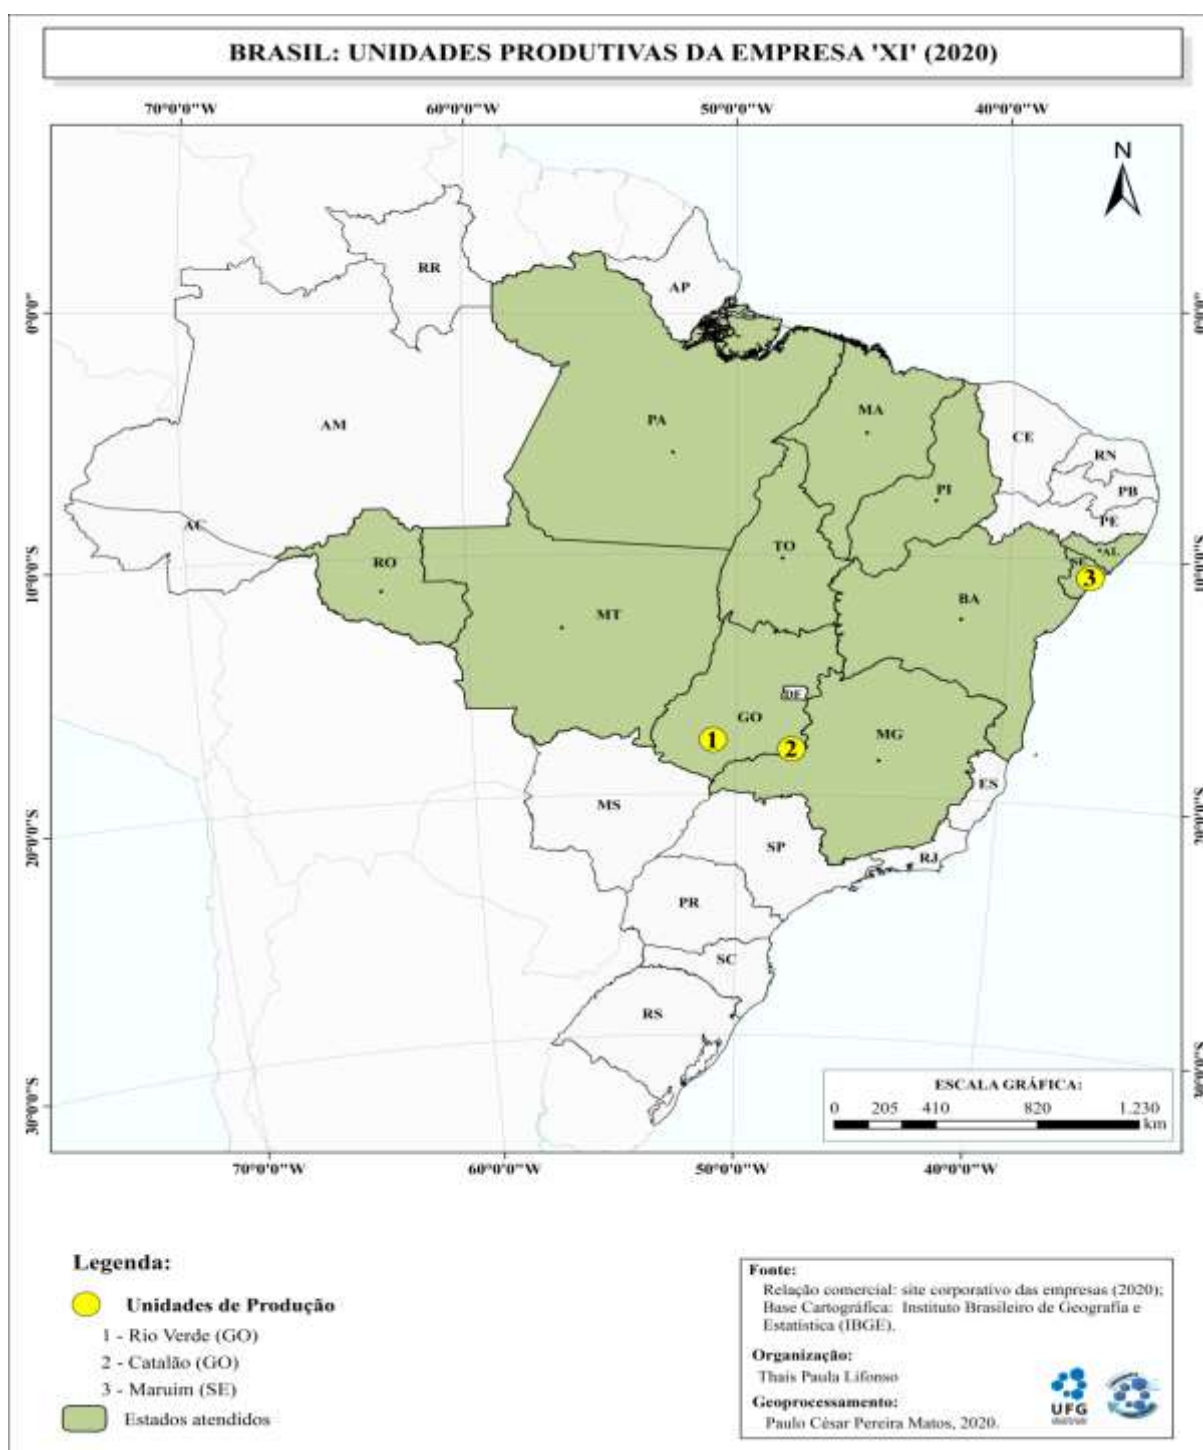 BRASIL: UNIDADES PRODUTIVAS DA EMPRESA 'XI' (2020)
70°0'0"W 60°0'0"W 50°0'0"W 40°0'0"W
N
RR
AP
0°0'0"
AM
PA
MA
CE
RN
PB
PI
PE
AC
TO
AL
SE
RO
10°0'0"S
3
BA
MT
DF
GO
1
2
MG
ES
MS
SP
RJ
20°0'0"S
PR
SC
RS
30°0'0"S
ESCALA GRÁFICA:
0 205 410 820 1.230
km
70°0'0"W 60°0'0"W 50°0'0"W 40°0'0"W
Legenda:
Unidades de Produção
1 - Rio Verde (GO)
2 - Catalão (GO)
3 - Maruim (SE)
Estados atendidos
Fonte:
Relação comercial: site corporativo das empresas (2020);
Base Cartográfica: Instituto Brasileiro de Geografia e
Estatística (IBGE).
Organização:
Thais Paula Lifonso
Geoprocessamento:
Paulo César Pereira Matos, 2020.
UFG